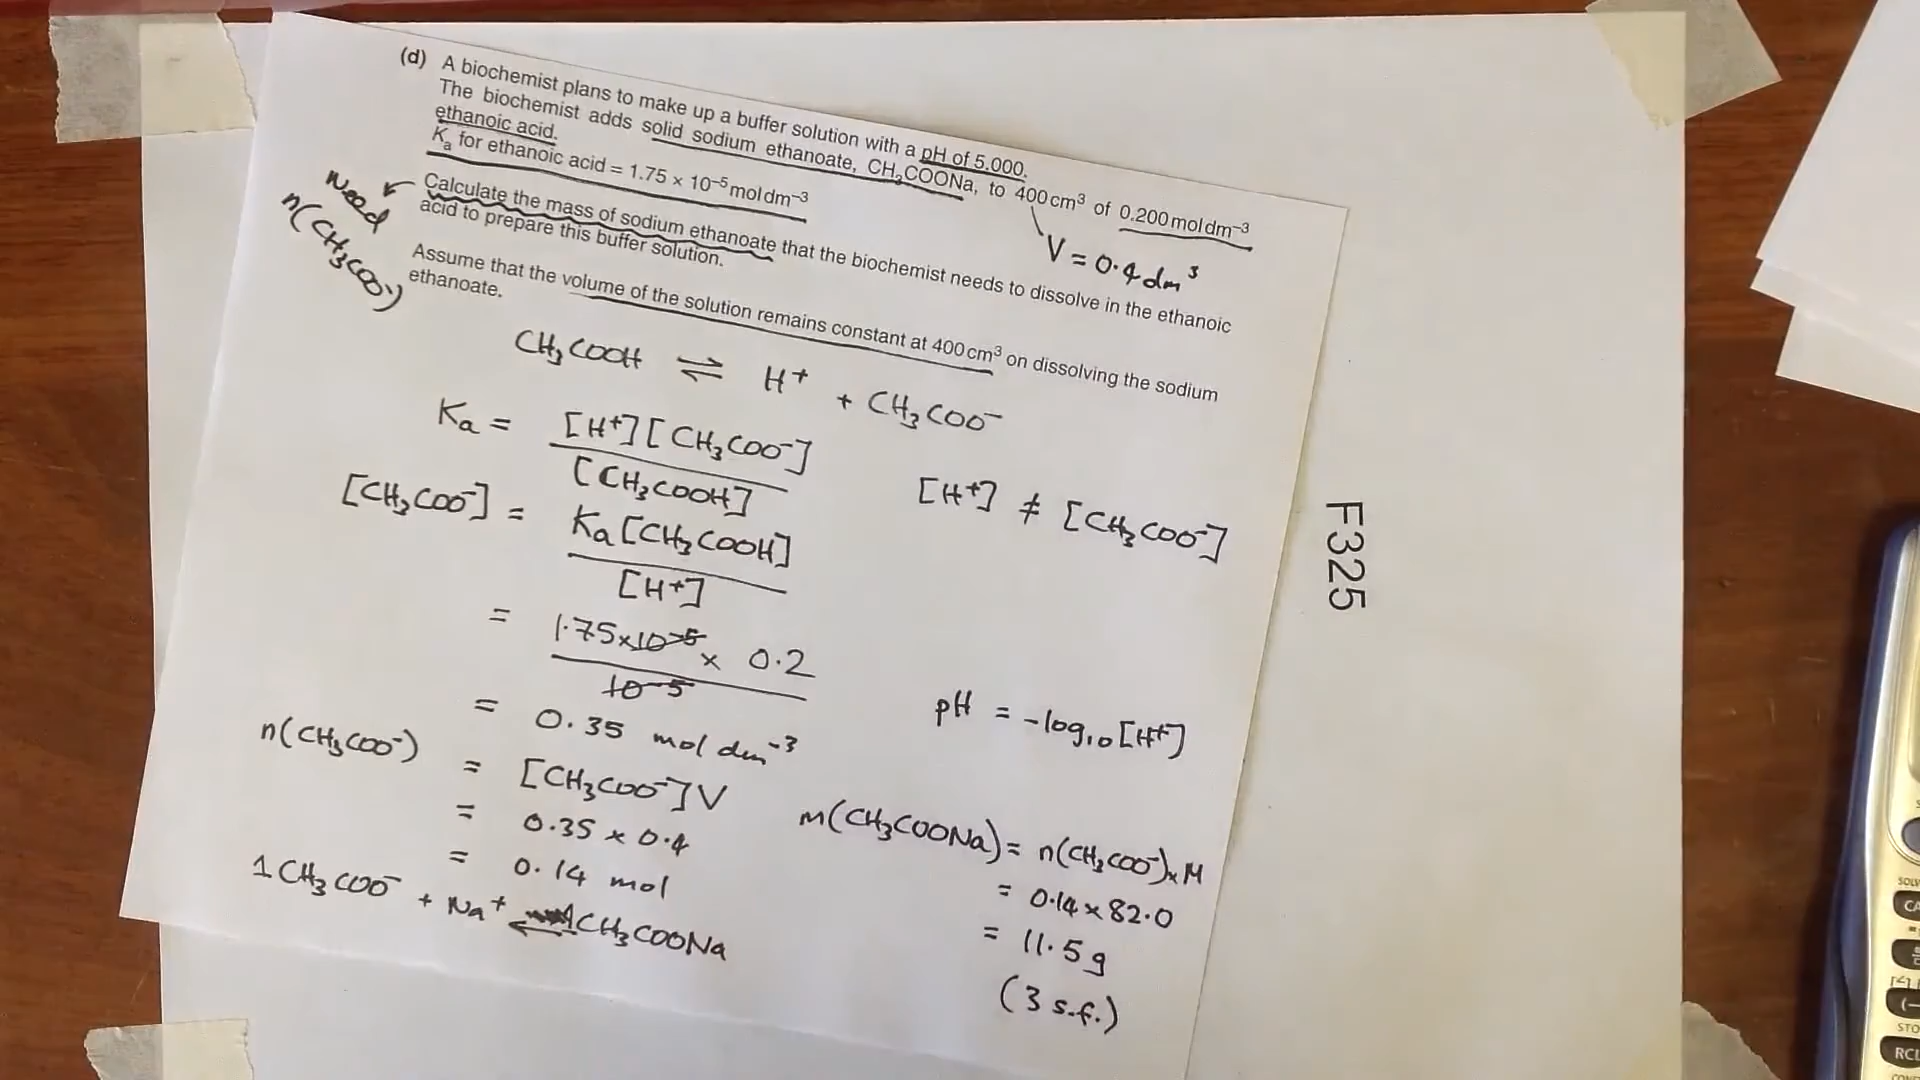 (d) A biochemist plans to make up a buffer solution with a pH of 5.000.
The biochemist adds solid sodium ethanoate, CH₃COONa, to 400 cm³ of 0.200 mol dm⁻³
ethanoic acid.
Kₐ for ethanoic acid = 1.75 × 10⁻⁵ mol dm⁻³
V = 0.4 dm³
Need
n(CH₃COO⁻)
Calculate the mass of sodium ethanoate that the biochemist needs to dissolve in the ethanoic
acid to prepare this buffer solution.
Assume that the volume of the solution remains constant at 400 cm³ on dissolving the sodium
ethanoate.
CH₃COOH ⇌ H⁺ + CH₃COO⁻
Ka = [H⁺][CH₃COO⁻]
[CH₃COOH]
[H⁺] ≠ [CH₃COO⁻]
[CH₃COO⁻] = Ka[CH₃COOH]
[H⁺]
= 1.75×10⁻⁵ × 0.2
10⁻⁵
= 0.35 mol dm⁻³
pH = -log₁₀[H⁺]
n(CH₃COO⁻) = [CH₃COO⁻]V
= 0.35 × 0.4
= 0.14 mol
1CH₃COO⁻ + Na⁺ ⇌ 1CH₃COONa
m(CH₃COONa) = n(CH₃COO⁻)×M
= 0.14×82.0
= 11.5g
(3 s.f.)
F325
RCL